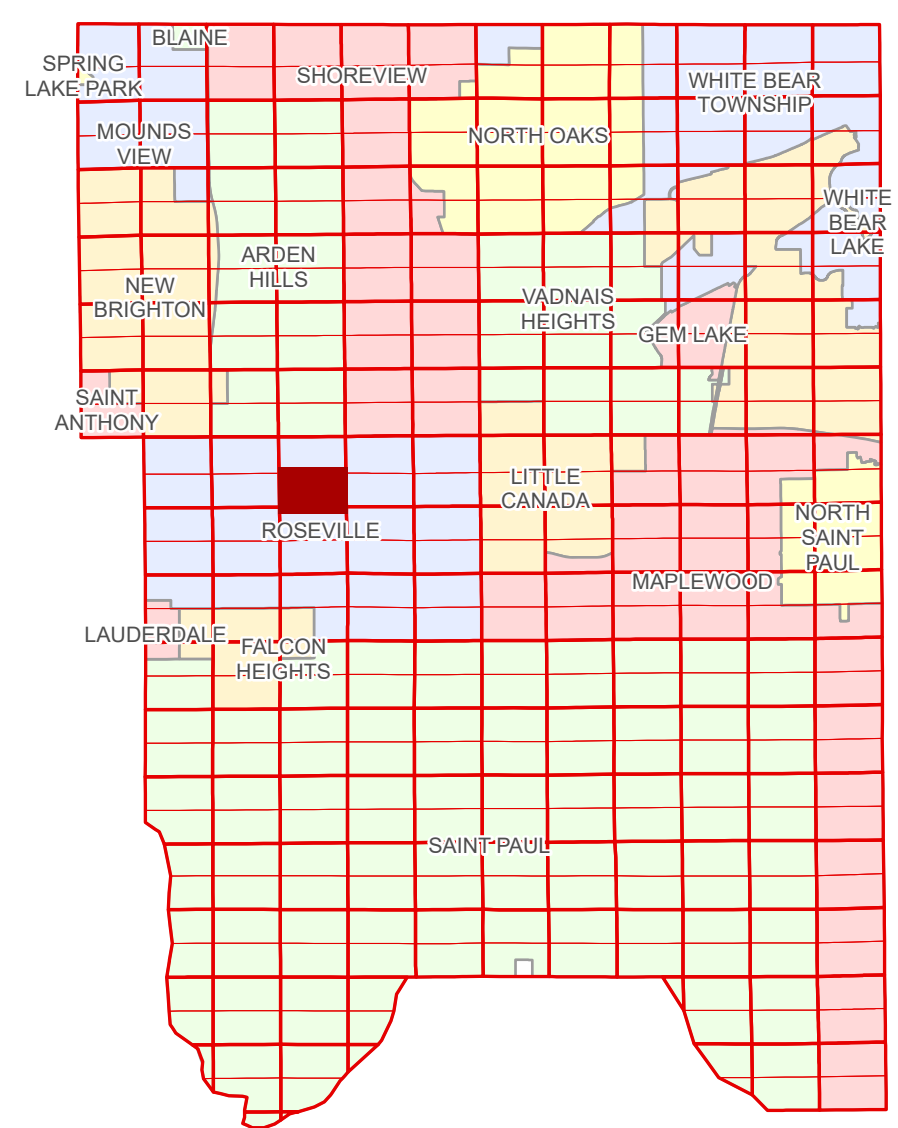 BLAINE
SPRING
LAKE PARK
SHOREVIEW
WHITE BEAR
TOWNSHIP
MOUNDS
VIEW
NORTH OAKS
WHITE
BEAR
LAKE
ARDEN
HILLS
NEW
BRIGHTON
VADNAIS
HEIGHTS
GEM LAKE
SAINT
ANTHONY
LITTLE
CANADA
NORTH
SAINT
PAUL
ROSEVILLE
MAPLEWOOD
LAUDERDALE
FALCON
HEIGHTS
SAINT PAUL